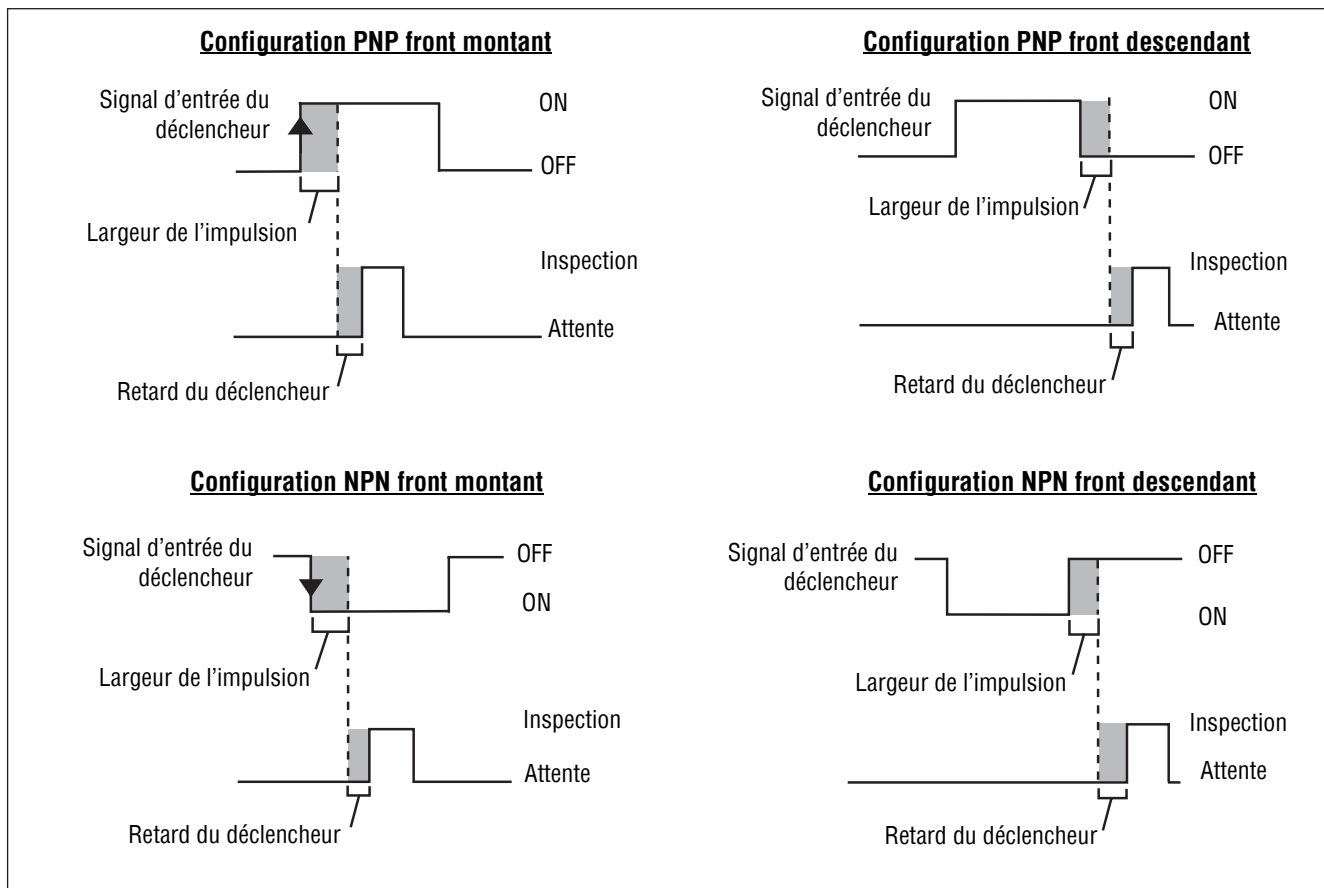 Configuration PNP front montant
Signal d'entrée du
déclencheur
ON
OFF
Largeur de l'impulsion
Inspection
Attente
Retard du déclencheur
Configuration PNP front descendant
Signal d'entrée du
déclencheur
ON
OFF
Largeur de l'impulsion
Inspection
Attente
Retard du déclencheur
Configuration NPN front montant
Signal d'entrée du
déclencheur
OFF
ON
Largeur de l'impulsion
Inspection
Attente
Retard du déclencheur
Configuration NPN front descendant
Signal d'entrée du
déclencheur
OFF
ON
Largeur de l'impulsion
Inspection
Attente
Retard du déclencheur